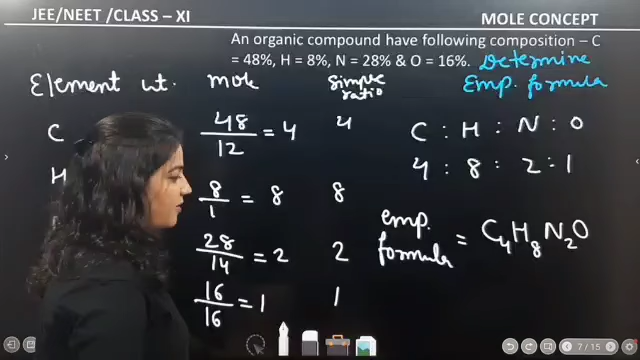 JEE/NEET /CLASS – XI
MOLE CONCEPT
An organic compound have following composition – C
= 48%, H = 8%, N = 28% & O = 16%. Determine
Emp. formula
Element wt. mole simple ratio
C 48/12 = 4 4
H 8/1 = 8 8
28/14 = 2 2
16/16 = 1 1
C : H : N : O
4 : 8 : 2 : 1
emp. formula = C₄H₈N₂O
7 / 15